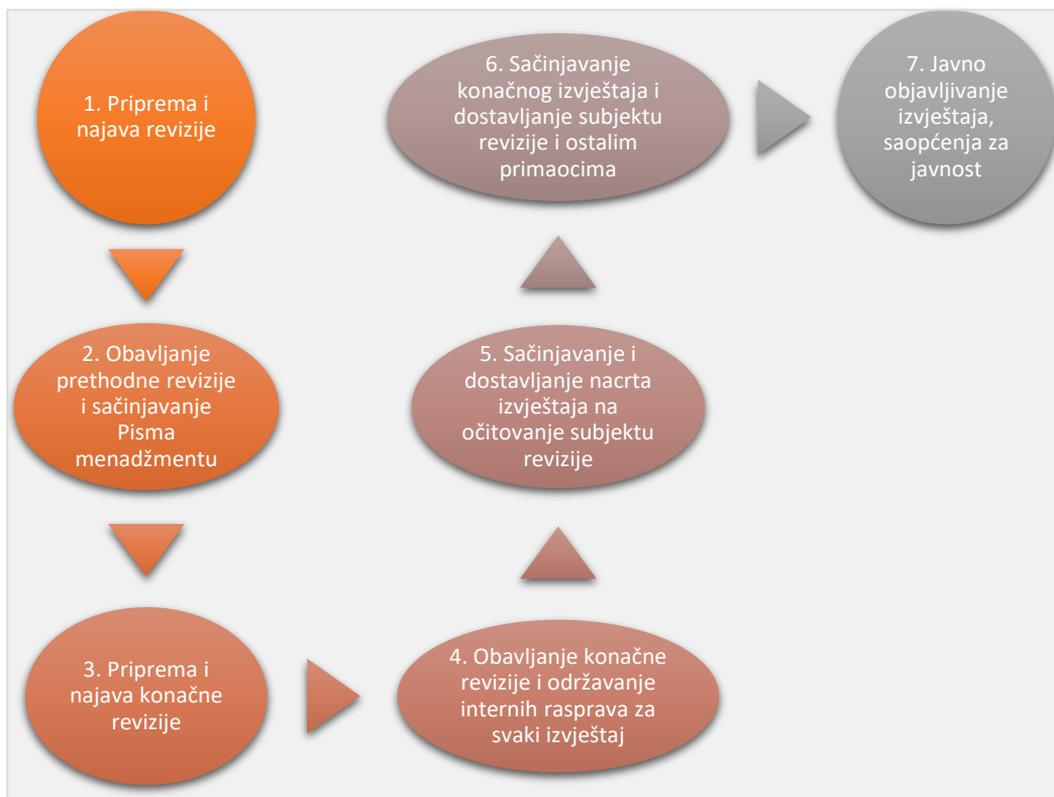 1. Priprema i
najava revizije
2. Obavljanje
prethodne revizije
i sačinjavanje
Pisma
menadžmentu
3. Priprema i
najava konačne
revizije
4. Obavljanje konačne
revizije i održavanje
internih rasprava za
svaki izvještaj
5. Sačinjavanje i
dostavljanje nacrta
izvještaja na
očitovanje subjektu
revizije
6. Sačinjavanje
konačnog izvještaja i
dostavljanje subjektu
revizije i ostalim
primaocima
7. Javno
objavljivanje
izvještaja,
saopćenja za
javnost